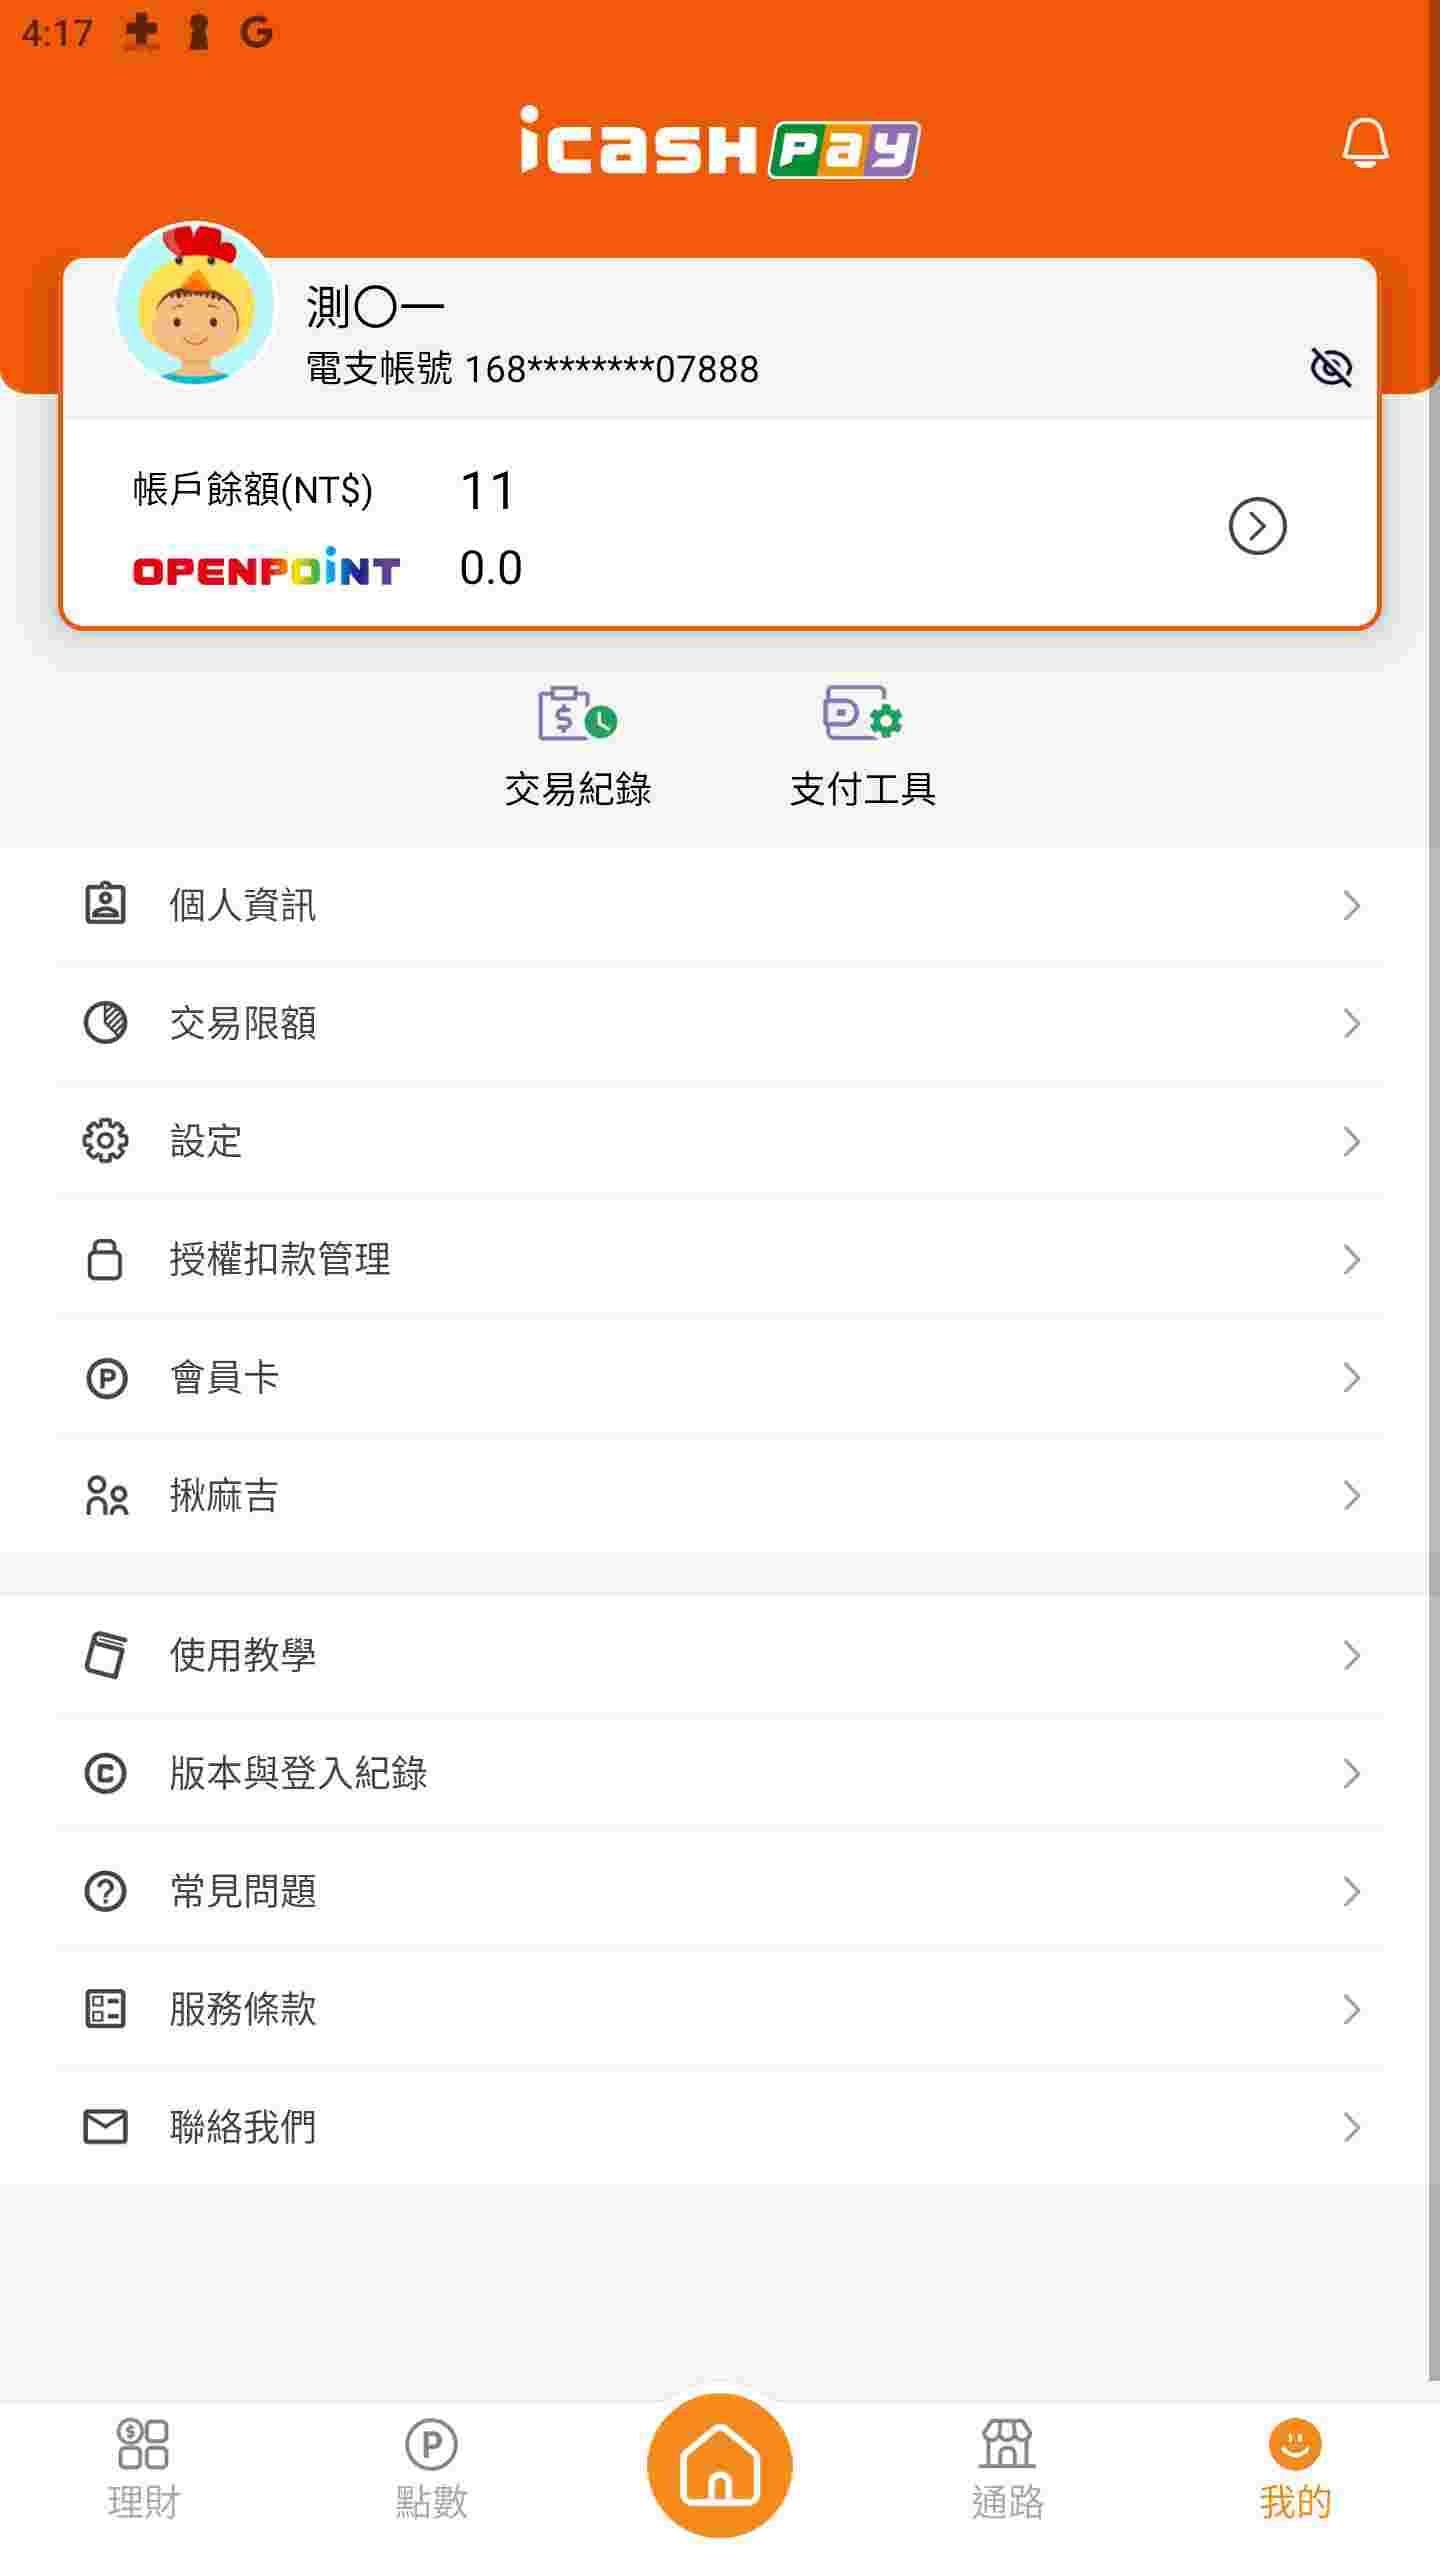 4:17
icash Pay
測〇一
電支帳號 168********07888
帳戶餘額(NT$) 11
OPENPOINT 0.0
交易紀錄 支付工具
個人資訊
交易限額
設定
授權扣款管理
會員卡
揪麻吉
使用教學
版本與登入紀錄
常見問題
服務條款
聯絡我們
理財 點數 通路 我的